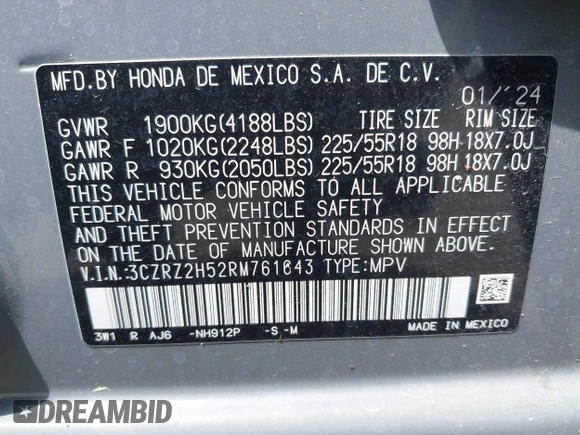 MFD.BY HONDA DE MEXICO S.A. DE C.V.
01/'24
GVWR 1900KG(4188LBS) TIRE SIZE RIM SIZE
GAWR F 1020KG(2248LBS) 225/55R18 98H 18X7.0J
GAWR R 930KG(2050LBS) 225/55R18 98H 18X7.0J
THIS VEHICLE CONFORMS TO ALL APPLICABLE
FEDERAL MOTOR VEHICLE SAFETY
AND THEFT PREVENTION STANDARDS IN EFFECT
ON THE DATE OF MANUFACTURE SHOWN ABOVE.
V.I.N.:3CZRZ2H52RM761643 TYPE:MPV
3W1 R AJ6 -NH912P -S -M
MADE IN MEXICO
DREAMBID